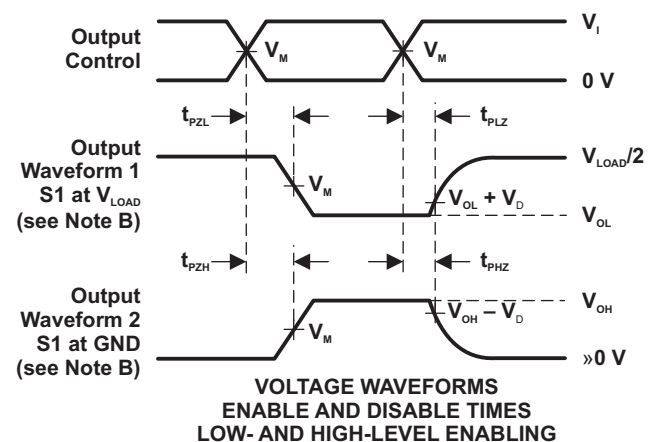 Output
Control
V_M
V_M
V_I
0 V
t_PZL
t_PLZ
Output
Waveform 1
S1 at V_LOAD
(see Note B)
V_M
V_OL + V_D
V_LOAD/2
V_OL
t_PZH
t_PHZ
Output
Waveform 2
S1 at GND
(see Note B)
V_M
V_OH – V_D
V_OH
»0 V
VOLTAGE WAVEFORMS
ENABLE AND DISABLE TIMES
LOW- AND HIGH-LEVEL ENABLING